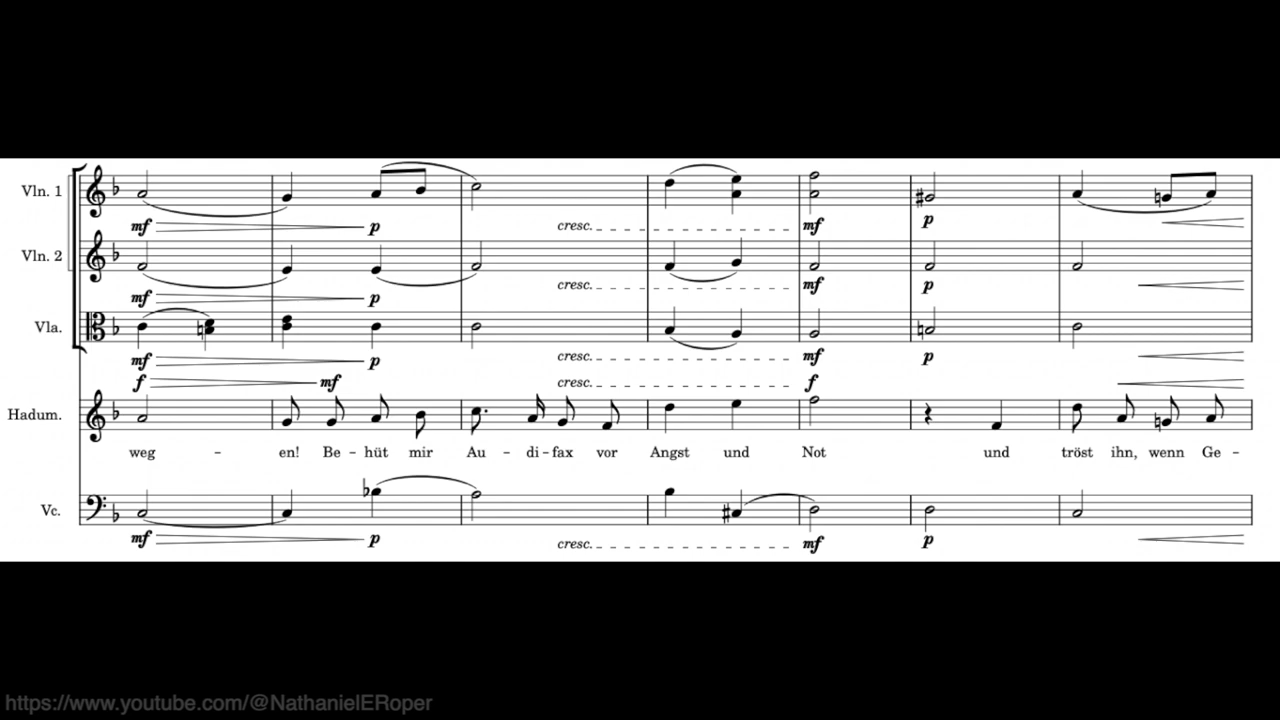 Vln. 1
mf p cresc. mf p
Vln. 2
mf p cresc. mf p
Vla.
mf p cresc. mf p
f mf cresc. f
Hadum.
weg - en! Be - hüt mir Au - di - fax vor Angst und Not und tröst ihn, wenn Ge -
Vc.
mf p cresc. mf p
https://www.youtube.com/@NathanielERoper